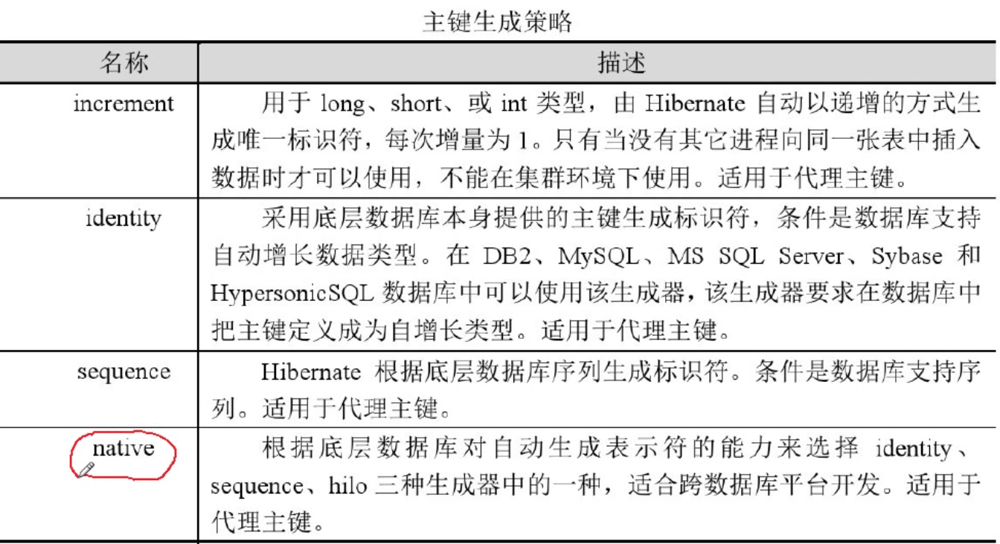 主键生成策略
名称 描述
increment 用于 long、short、或 int 类型，由 Hibernate 自动以递增的方式生
成唯一标识符，每次增量为 1。只有当没有其它进程向同一张表中插入
数据时才可以使用，不能在集群环境下使用。适用于代理主键。
identity 采用底层数据库本身提供的主键生成标识符，条件是数据库支持
自动增长数据类型。在 DB2、MySQL、MS SQL Server、Sybase 和
HypersonicSQL 数据库中可以使用该生成器，该生成器要求在数据库中
把主键定义成为自增长类型。适用于代理主键。
sequence Hibernate 根据底层数据库序列生成标识符。条件是数据库支持序
列。适用于代理主键。
native 根据底层数据库对自动生成表示符的能力来选择 identity、
sequence、hilo 三种生成器中的一种，适合跨数据库平台开发。适用于
代理主键。